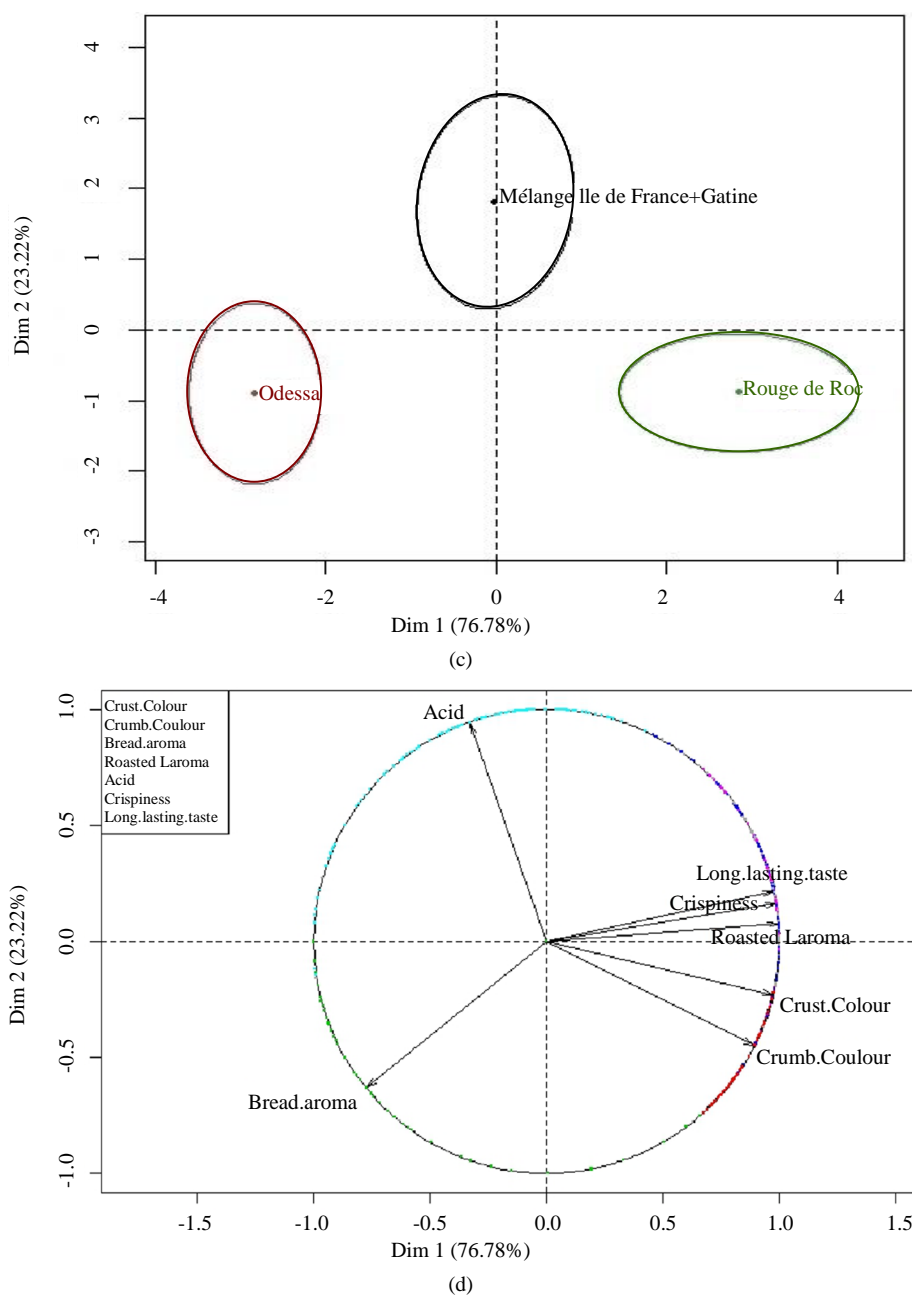 4
3
2
1
0
-1
-2
-3
Dim 2 (23.22%)
Mélange lle de France+Gatine
Odessa
Rouge de Roc
-4
-2
0
2
4
Dim 1 (76.78%)
(c)
1.0
0.5
0.0
-0.5
-1.0
Dim 2 (23.22%)
Crust.Colour
Crumb.Coulour
Bread.aroma
Roasted Laroma
Acid
Crispiness
Long.lasting.taste
Acid
Long.lasting.taste
Crispiness
Roasted Laroma
Crust.Colour
Crumb.Coulour
Bread.aroma
-1.5
-1.0
-0.5
0.0
0.5
1.0
1.5
Dim 1 (76.78%)
(d)